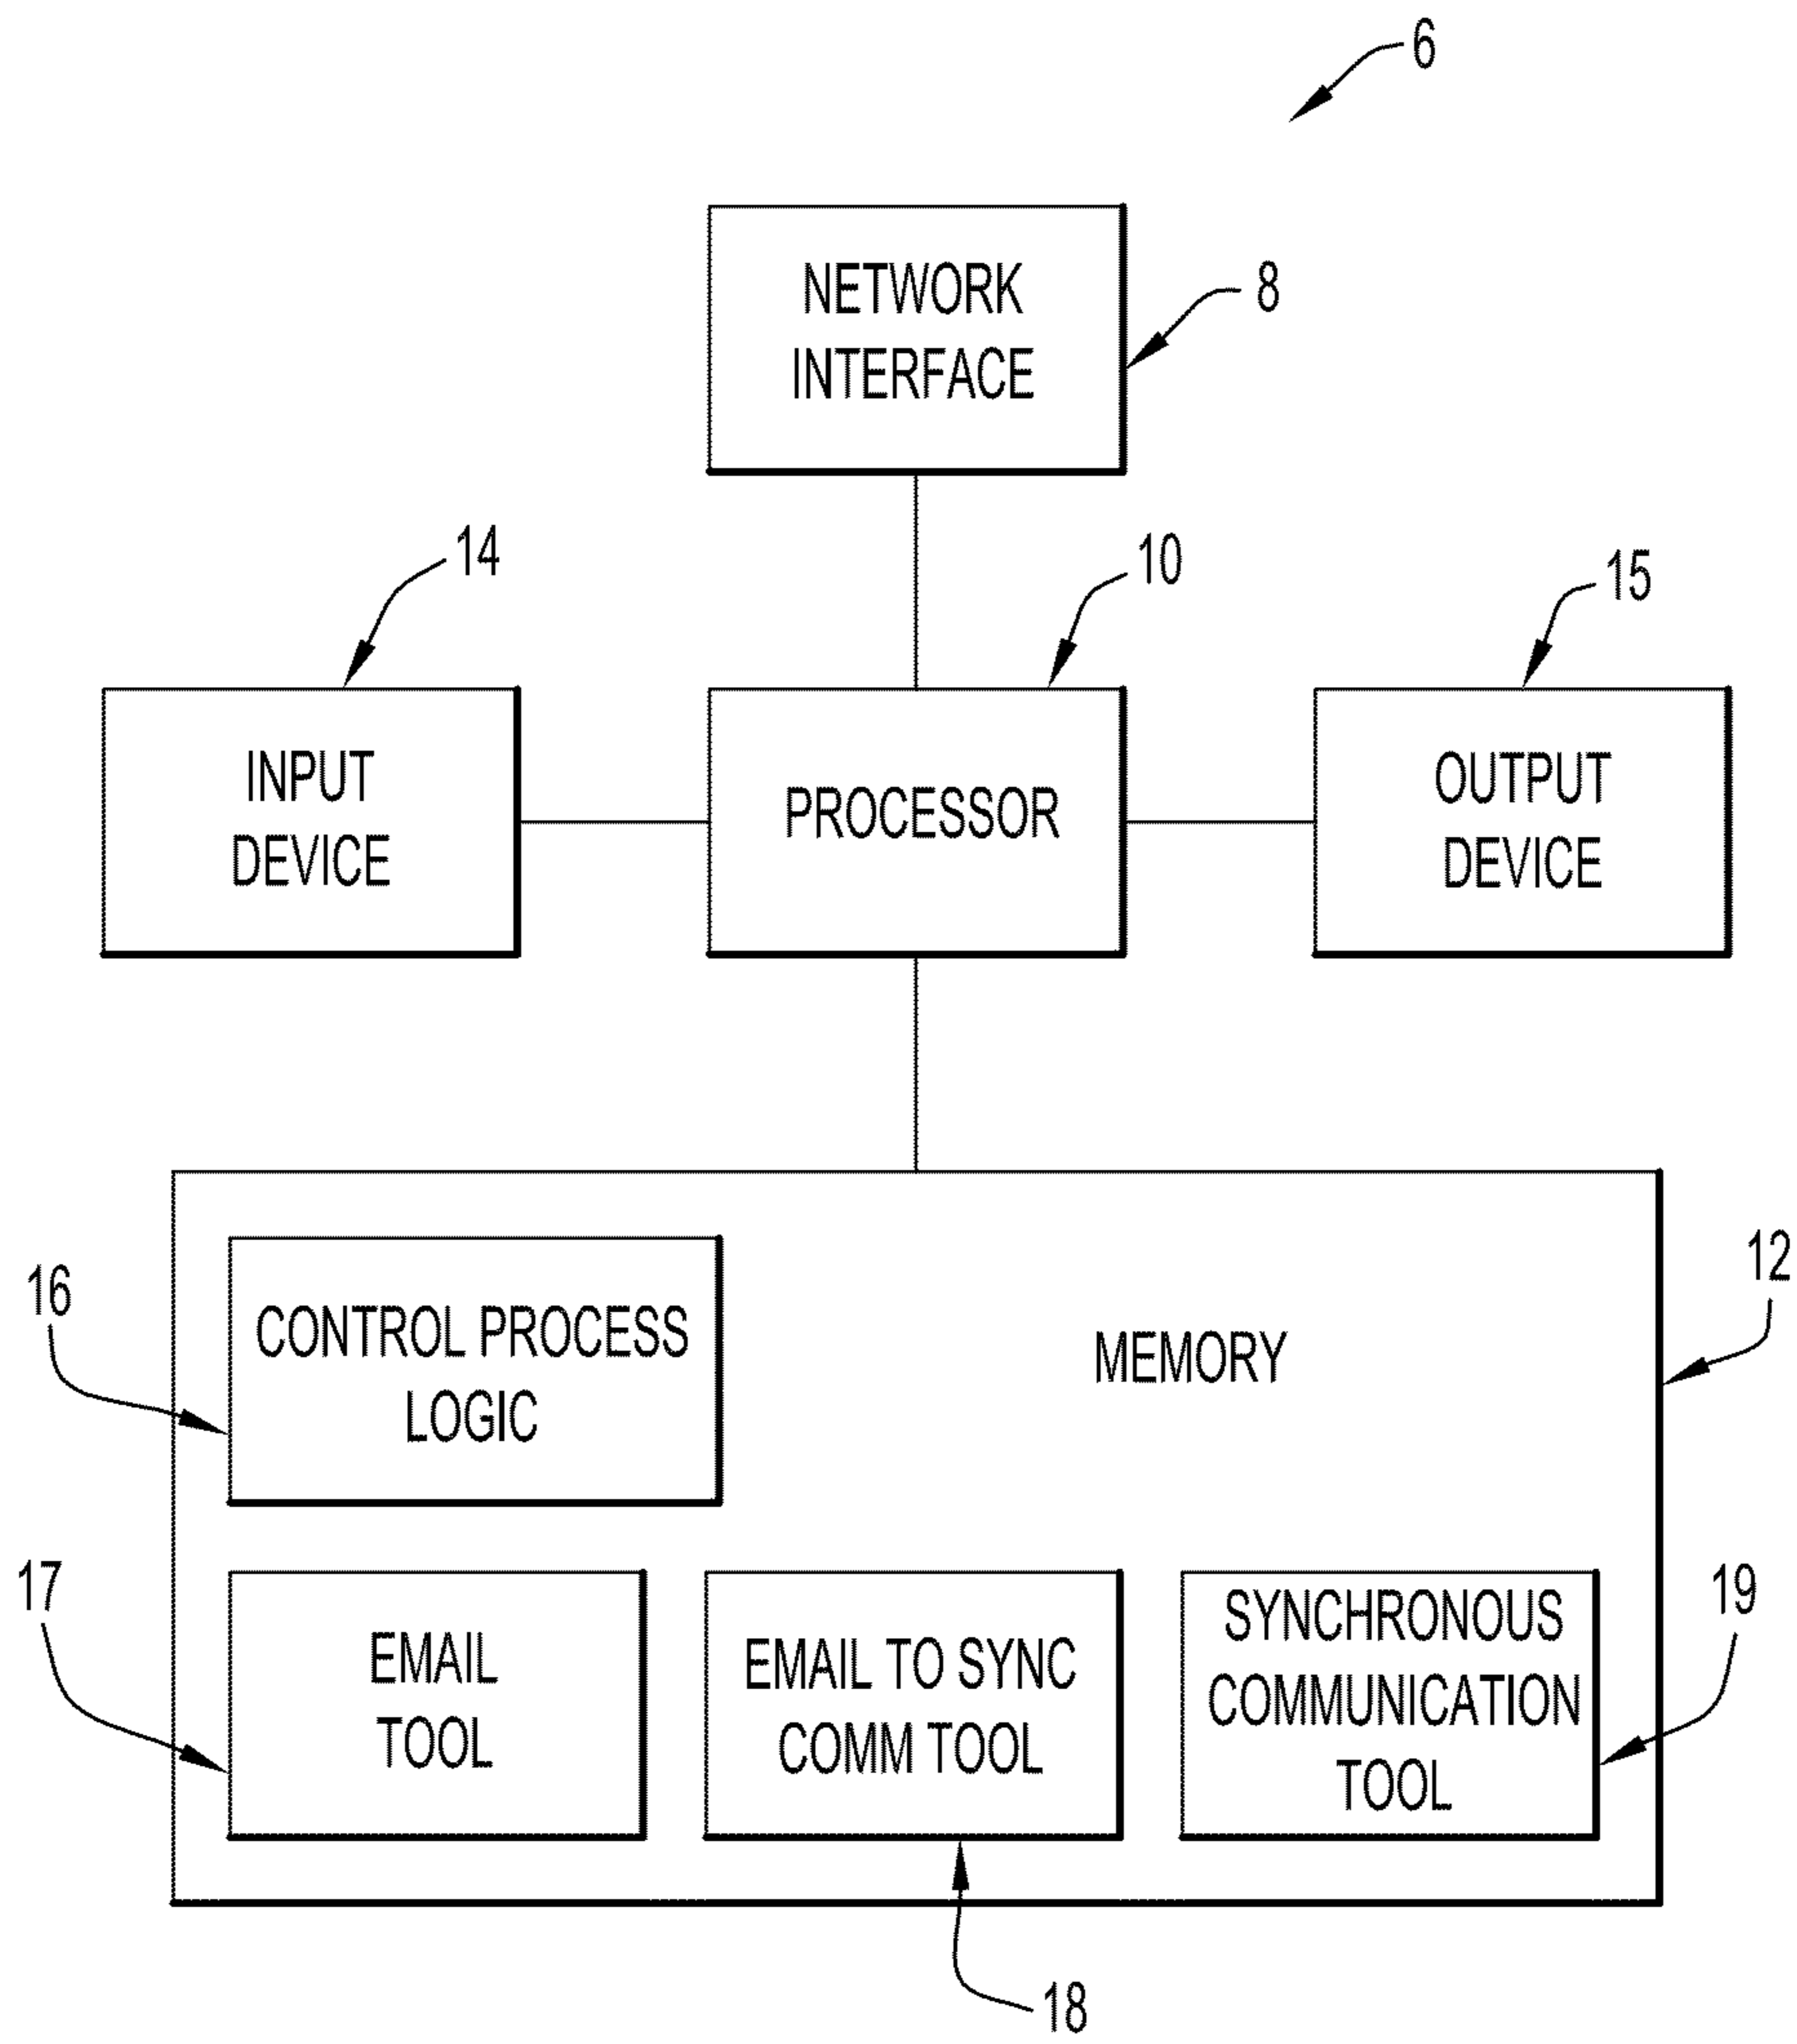 6
NETWORK
INTERFACE
8
14
10
15
INPUT
DEVICE
PROCESSOR
OUTPUT
DEVICE
16
CONTROL PROCESS
LOGIC
MEMORY
12
17
EMAIL
TOOL
EMAIL TO SYNC
COMM TOOL
SYNCHRONOUS
COMMUNICATION
TOOL
19
18